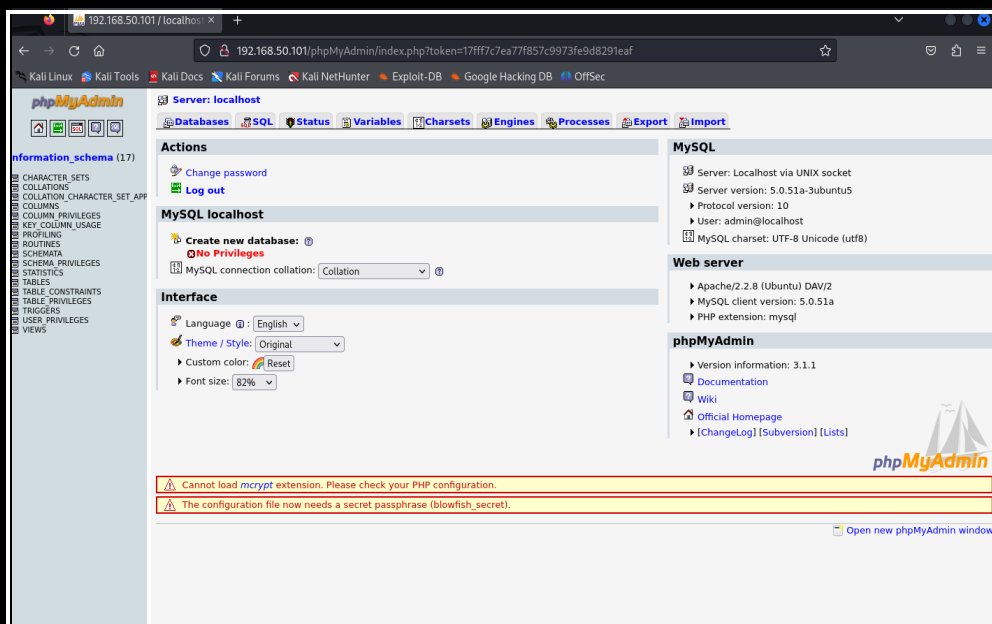 192.168.50.101 / localhost
192.168.50.101/phpMyAdmin/index.php?token=17fff7c7ea77f857c9973fe9d8291eaf
Kali Linux Kali Tools Kali Docs Kali Forums Kali NetHunter Exploit-DB Google Hacking DB OffSec
phpMyAdmin
nformation_schema (17)
CHARACTER_SETS
COLLATIONS
COLLATION_CHARACTER_SET_APP
COLUMNS
COLUMN_PRIVILEGES
KEY_COLUMN_USAGE
PROFILING
ROUTINES
SCHEMATA
SCHEMA_PRIVILEGES
STATISTICS
TABLES
TABLE_CONSTRAINTS
TABLE_PRIVILEGES
TRIGGERS
USER_PRIVILEGES
VIEWS
Server: localhost
Databases SQL Status Variables Charsets Engines Processes Export Import
Actions
Change password
Log out
MySQL localhost
Create new database:
No Privileges
MySQL connection collation: Collation
Interface
Language : English
Theme / Style: Original
Custom color: Reset
Font size: 82%
MySQL
Server: Localhost via UNIX socket
Server version: 5.0.51a-3ubuntu5
Protocol version: 10
User: admin@localhost
MySQL charset: UTF-8 Unicode (utf8)
Web server
Apache/2.2.8 (Ubuntu) DAV/2
MySQL client version: 5.0.51a
PHP extension: mysql
phpMyAdmin
Version information: 3.1.1
Documentation
Wiki
Official Homepage
[ChangeLog] [Subversion] [Lists]
phpMyAdmin
Cannot load mcrypt extension. Please check your PHP configuration.
The configuration file now needs a secret passphrase (blowfish_secret).
Open new phpMyAdmin window